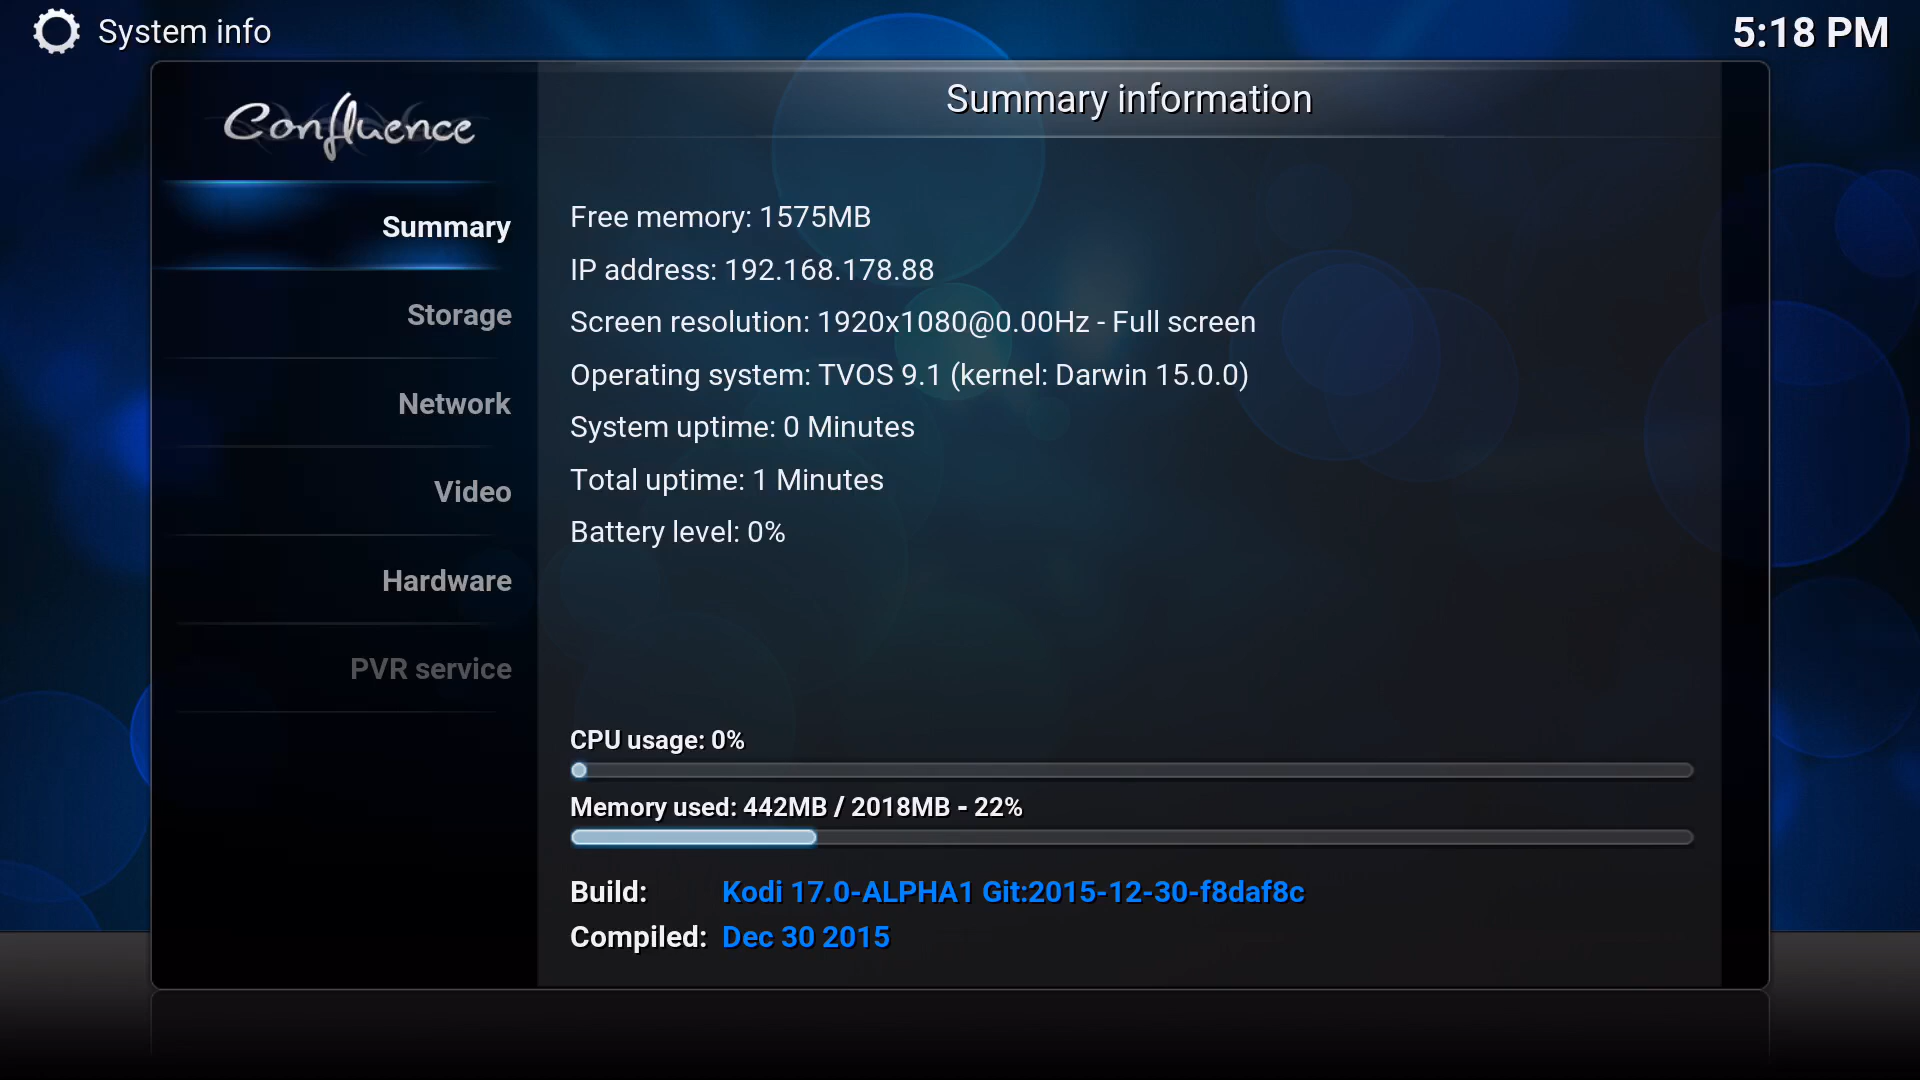 System info
5:18 PM
Confluence
Summary information
Summary
Storage
Network
Video
Hardware
PVR service
Free memory: 1575MB
IP address: 192.168.178.88
Screen resolution: 1920x1080@0.00Hz - Full screen
Operating system: TVOS 9.1 (kernel: Darwin 15.0.0)
System uptime: 0 Minutes
Total uptime: 1 Minutes
Battery level: 0%
CPU usage: 0%
Memory used: 442MB / 2018MB - 22%
Build: Kodi 17.0-ALPHA1 Git:2015-12-30-f8daf8c
Compiled: Dec 30 2015